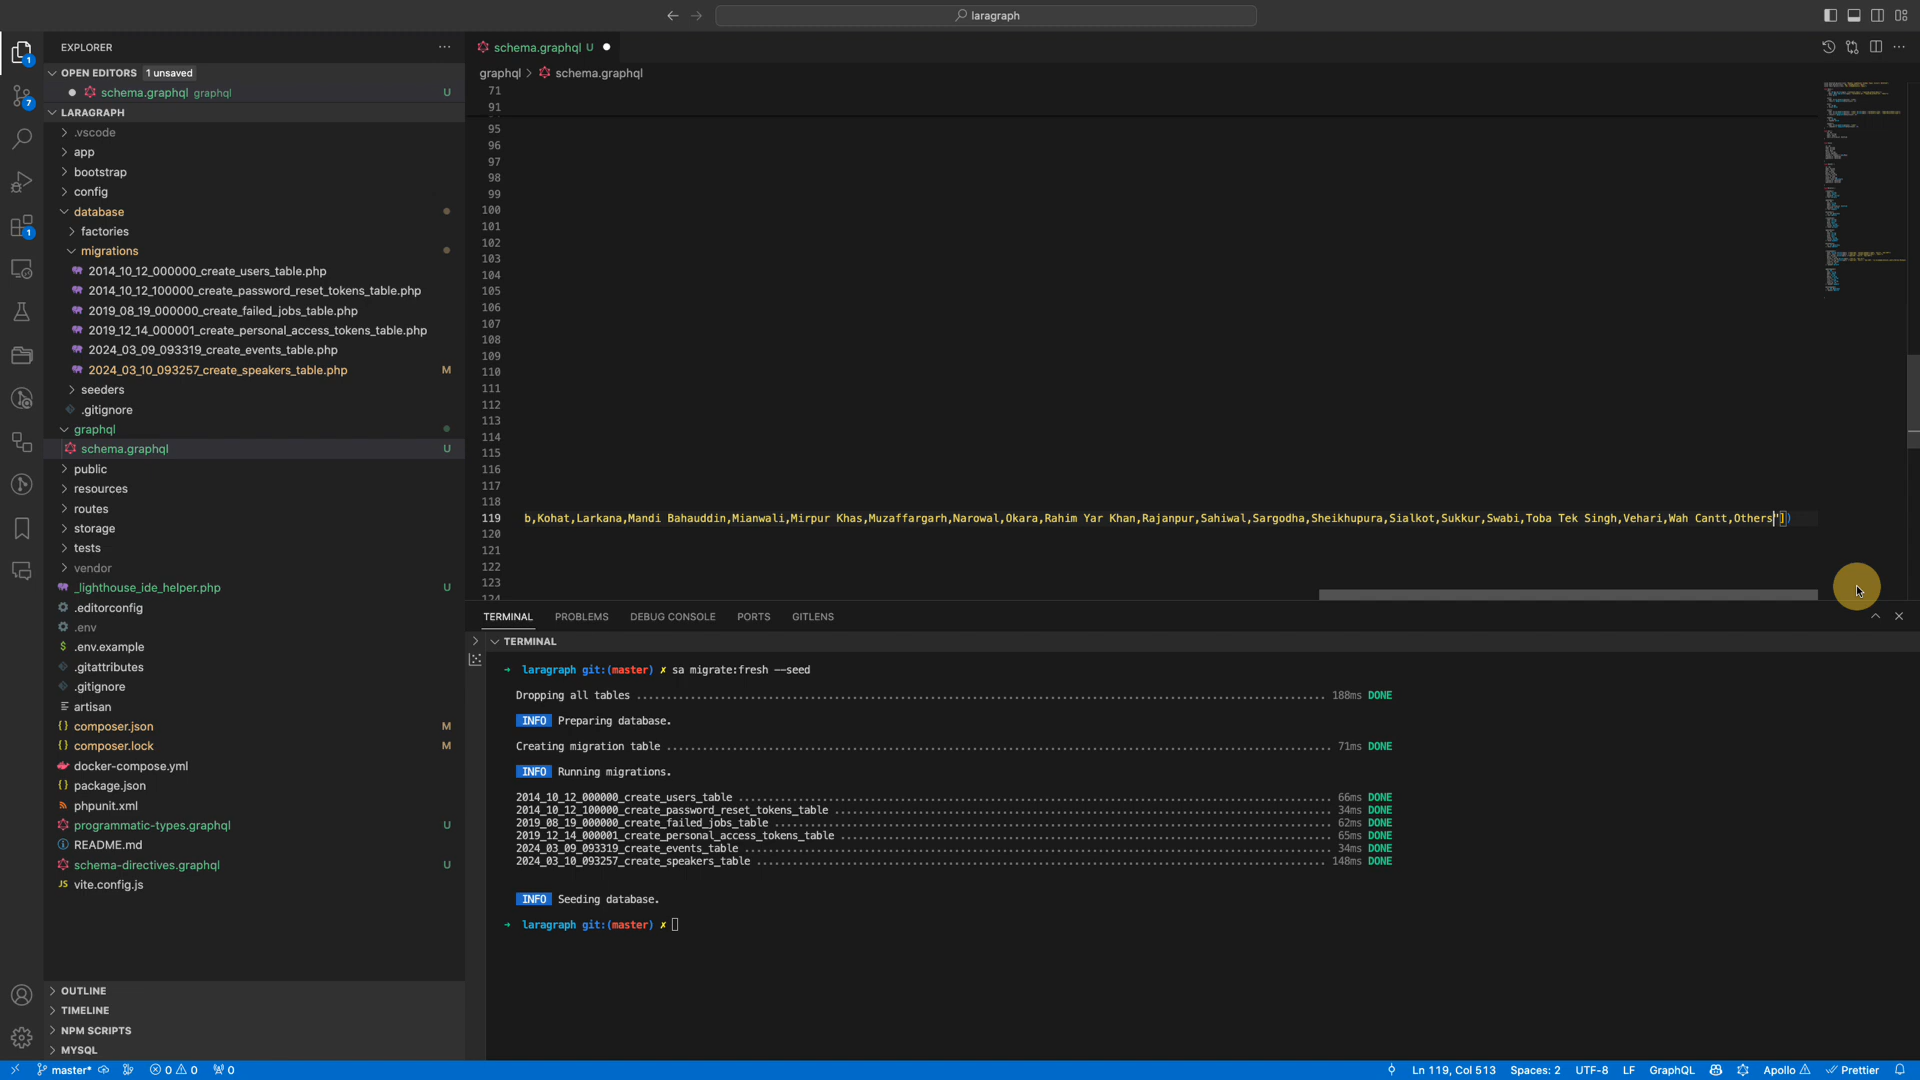 laragraph
EXPLORER
OPEN EDITORS 1 unsaved
schema.graphql graphql U
LARAGRAPH
.vscode
app
bootstrap
config
database
factories
migrations
2014_10_12_000000_create_users_table.php
2014_10_12_100000_create_password_reset_tokens_table.php
2019_08_19_000000_create_failed_jobs_table.php
2019_12_14_000001_create_personal_access_tokens_table.php
2024_03_09_093319_create_events_table.php
2024_03_10_093257_create_speakers_table.php M
seeders
.gitignore
graphql
schema.graphql U
public
resources
routes
storage
tests
vendor
_lighthouse_ide_helper.php U
.editorconfig
.env
$ .env.example
.gitattributes
.gitignore
artisan
{} composer.json M
{} composer.lock M
docker-compose.yml
{} package.json
phpunit.xml
programmatic-types.graphql U
README.md
schema-directives.graphql U
JS vite.config.js
OUTLINE
TIMELINE
NPM SCRIPTS
MYSQL
1
7
1
schema.graphql U
graphql > schema.graphql
71
91
95
96
97
98
99
100
101
102
103
104
105
106
107
108
109
110
111
112
113
114
115
116
117
118
119 b,Kohat,Larkana,Mandi Bahauddin,Mianwali,Mirpur Khas,Muzaffargarh,Narowal,Okara,Rahim Yar Khan,Rajanpur,Sahiwal,Sargodha,Sheikhupura,Sialkot,Sukkur,Swabi,Toba Tek Singh,Vehari,Wah Cantt,Others"])
120
121
122
123
124
TERMINAL PROBLEMS DEBUG CONSOLE PORTS GITLENS
TERMINAL
➜ laragraph git:(master) ✗ sa migrate:fresh --seed
Dropping all tables ........ 188ms DONE
INFO Preparing database.
Creating migration table ........ 71ms DONE
INFO Running migrations.
2014_10_12_000000_create_users_table ........ 66ms DONE
2014_10_12_100000_create_password_reset_tokens_table ........ 34ms DONE
2019_08_19_000000_create_failed_jobs_table ........ 62ms DONE
2019_12_14_000001_create_personal_access_tokens_table ........ 65ms DONE
2024_03_09_093319_create_events_table ........ 34ms DONE
2024_03_10_093257_create_speakers_table ........ 148ms DONE
INFO Seeding database.
➜ laragraph git:(master) ✗
master* 0 0 0 Ln 119, Col 513 Spaces: 2 UTF-8 LF GraphQL Apollo Prettier